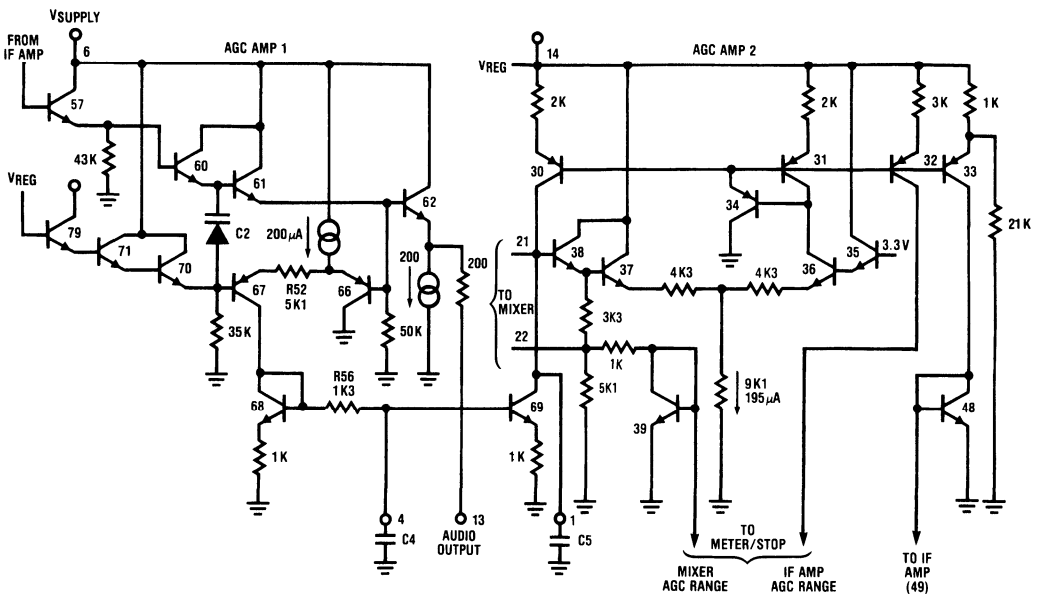 VSUPPLY
FROM
IF AMP
6
AGC AMP 1
14
AGC AMP 2
VREG
57
2K
2K
3K
1K
43K
60
61
30
31
32
33
VREG
62
34
79
C2
200µA
21
38
35
3.3V
21K
71
70
200
200
37
36
67
R52
5K1
66
TO
MIXER
4K3
4K3
35K
50K
3K3
22
1K
R56
1K3
5K1
9K1
195µA
68
69
39
48
1K
1K
4
13
1
C4
AUDIO
OUTPUT
C5
TO
METER/STOP
MIXER
AGC RANGE
IF AMP
AGC RANGE
TO IF
AMP
(49)